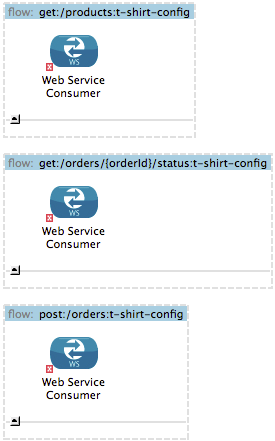 flow: get:/products:t-shirt-config
WS
x
Web Service
Consumer
flow: get:/orders/{orderId}/status:t-shirt-config
WS
x
Web Service
Consumer
flow: post:/orders:t-shirt-config
WS
x
Web Service
Consumer